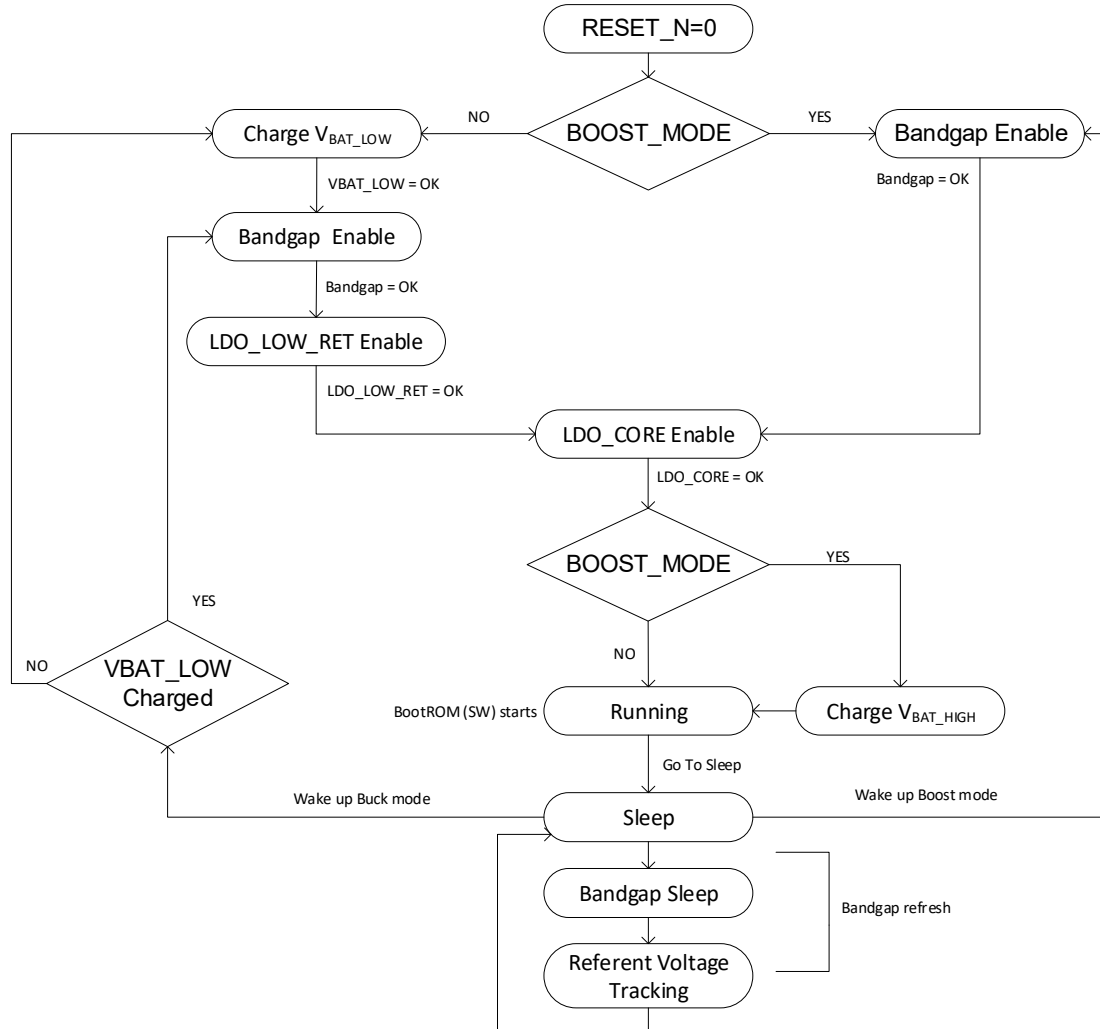 RESET_N=0
BOOST_MODE
NO
YES
Charge VBAT_LOW
Bandgap Enable
VBAT_LOW = OK
Bandgap = OK
Bandgap Enable
Bandgap = OK
LDO_LOW_RET Enable
LDO_LOW_RET = OK
LDO_CORE Enable
LDO_CORE = OK
BOOST_MODE
YES
NO
YES
NO
VBAT_LOW
Charged
BootROM (SW) starts
Running
Charge VBAT_HIGH
Go To Sleep
Wake up Buck mode
Sleep
Wake up Boost mode
Bandgap Sleep
Bandgap refresh
Referent Voltage
Tracking